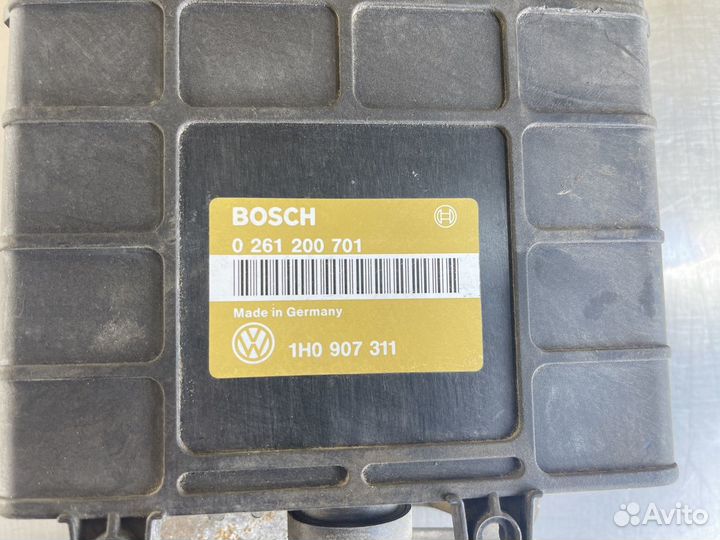 BOSCH
0 261 200 701
Made in Germany
1H0 907 311
Avito